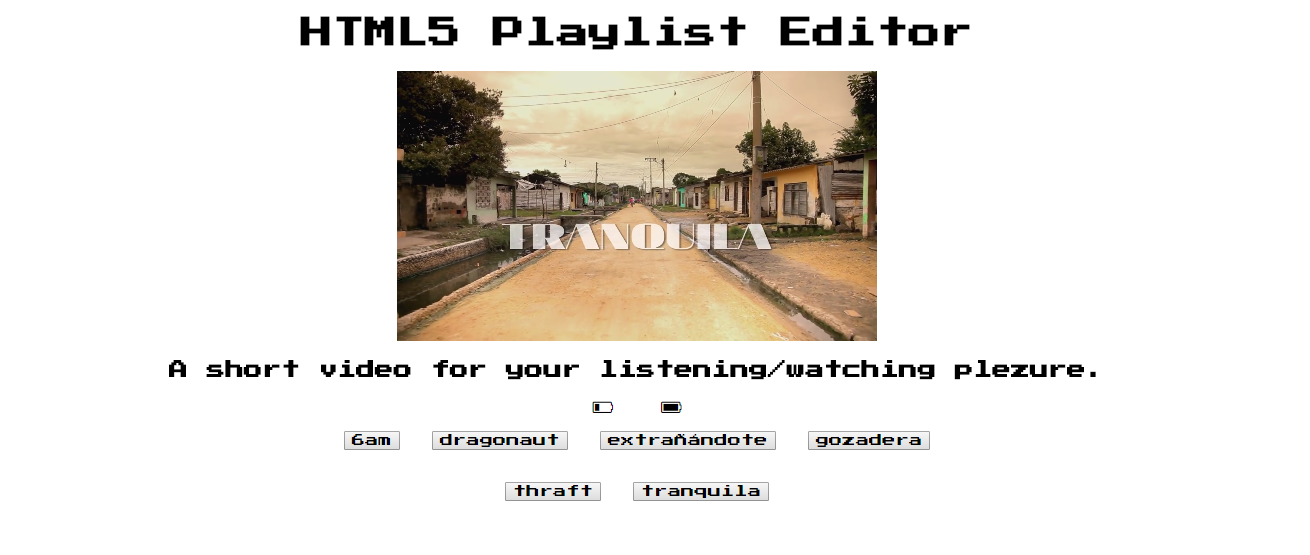 HTML5 Playlist Editor
TRANQUILA
A short video for your listening/watching plezure.
6am dragonaut extrañándote gozadera
thraft tranquila